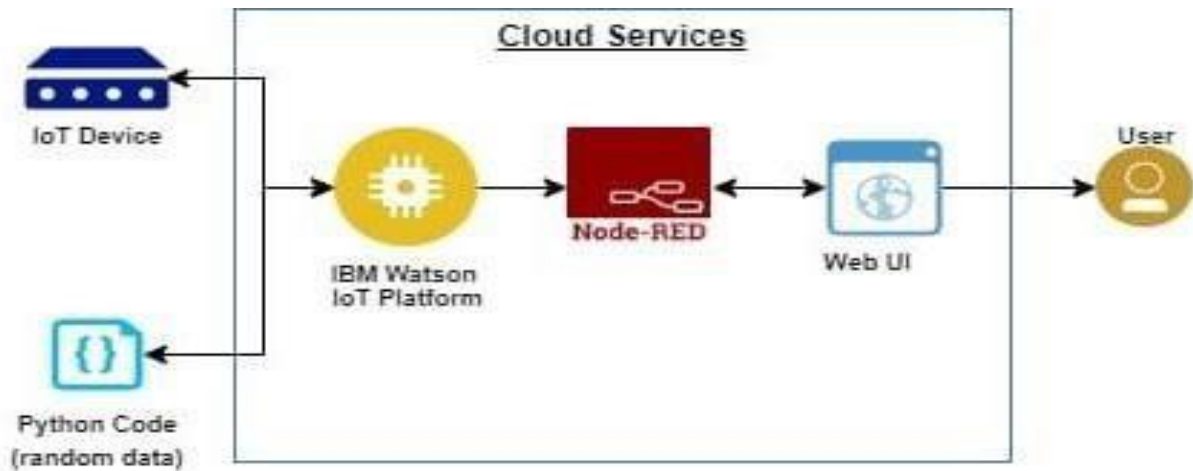 Cloud Services
IoT Device
User
Node-RED
Web UI
IBM Watson
IoT Platform
{}
Python Code
(random data)